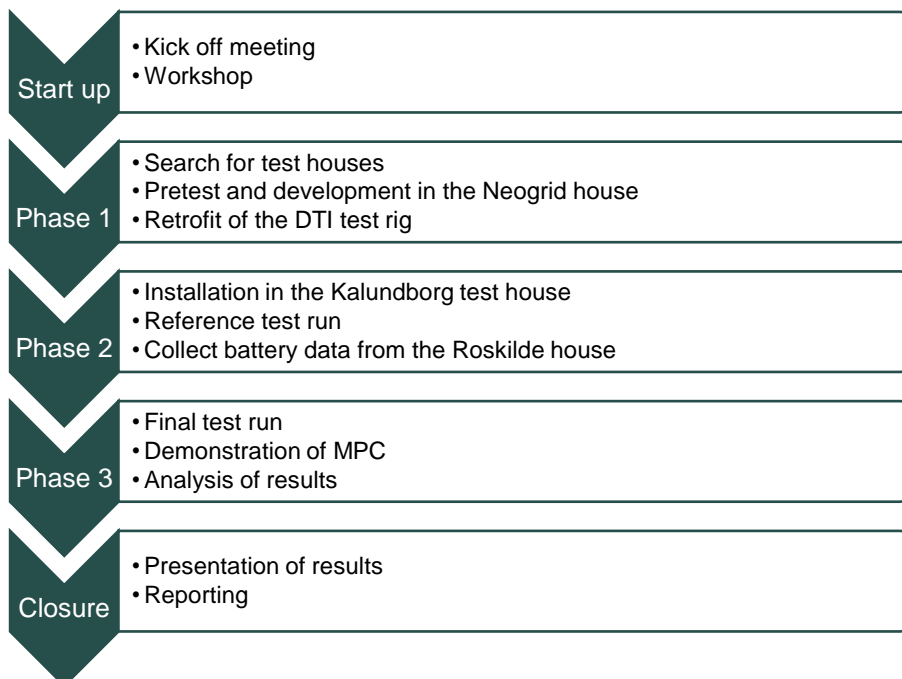 Start up
• Kick off meeting
• Workshop
Phase 1
• Search for test houses
• Pretest and development in the Neogrid house
• Retrofit of the DTI test rig
Phase 2
• Installation in the Kalundborg test house
• Reference test run
• Collect battery data from the Roskilde house
Phase 3
• Final test run
• Demonstration of MPC
• Analysis of results
Closure
• Presentation of results
• Reporting